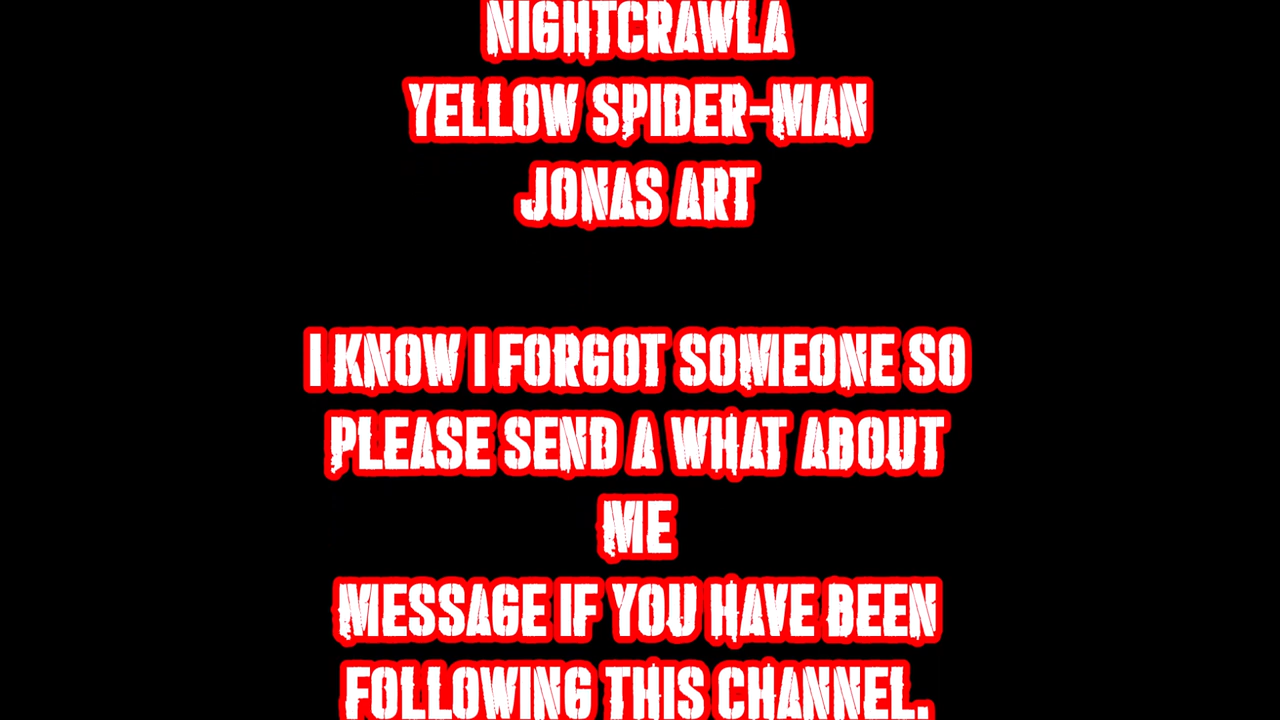 NIGHTCRAWLA
YELLOW SPIDER-MAN
JONAS ART
I KNOW I FORGOT SOMEONE SO
PLEASE SEND A WHAT ABOUT
ME
MESSAGE IF YOU HAVE BEEN
FOLLOWING THIS CHANNEL.